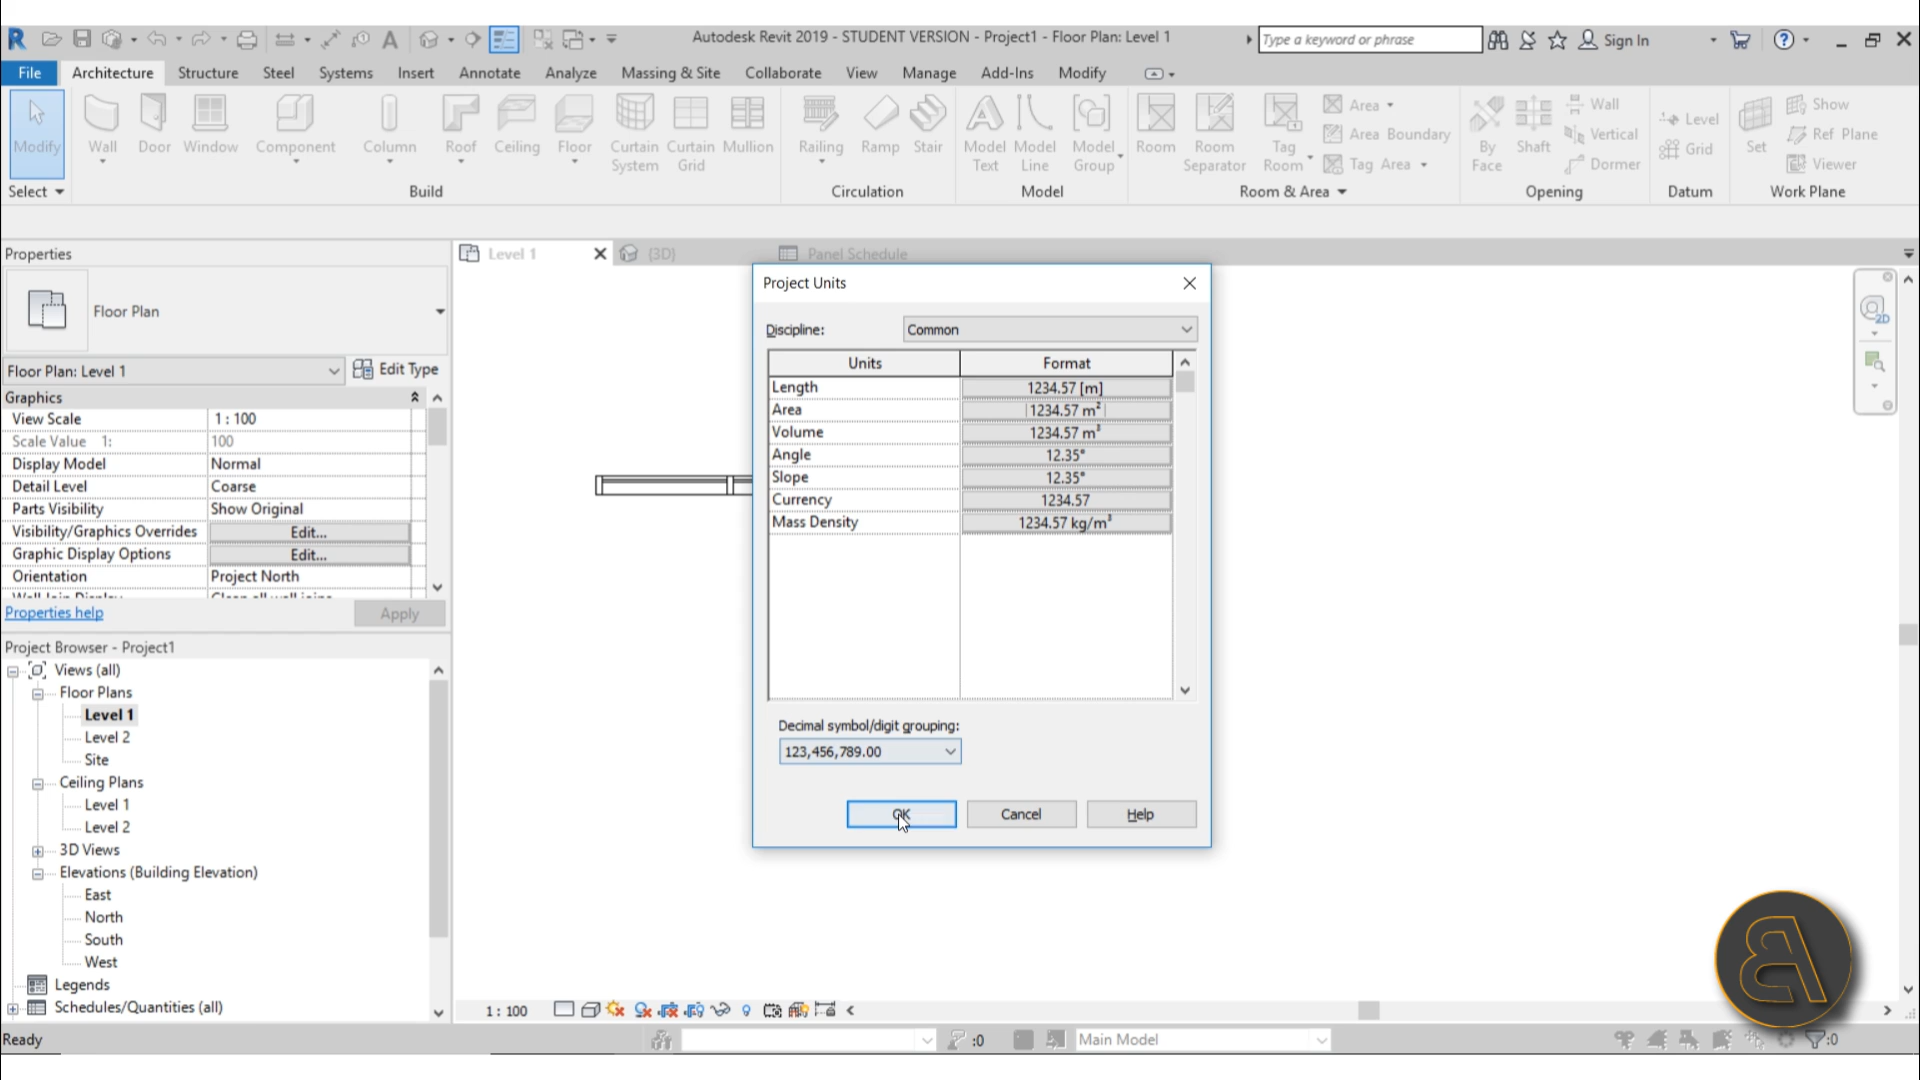 Autodesk Revit 2019 - STUDENT VERSION - Project1 - Floor Plan: Level 1
Type a keyword or phrase
Sign In
File Architecture Structure Steel Systems Insert Annotate Analyze Massing & Site Collaborate View Manage Add-Ins Modify
Modify Wall Door Window Component Column Roof Ceiling Floor Curtain System Curtain Grid Mullion Railing Ramp Stair Model Text Model Line Model Group Room Room Separator Tag Room
Area
Area Boundary
Tag Area
By Face Shaft
Wall
Vertical
Dormer
Level
Grid
Set
Show
Ref Plane
Viewer
Select Build Circulation Model Room & Area Opening Datum Work Plane
Properties
Level 1 (3D) Panel Schedule
Floor Plan
Floor Plan: Level 1 Edit Type
Graphics
View Scale 1 : 100
Scale Value 1: 100
Display Model Normal
Detail Level Coarse
Parts Visibility Show Original
Visibility/Graphics Overrides Edit...
Graphic Display Options Edit...
Orientation Project North
Properties help Apply
Project Browser - Project1
Views (all)
Floor Plans
Level 1
Level 2
Site
Ceiling Plans
Level 1
Level 2
3D Views
Elevations (Building Elevation)
East
North
South
West
Legends
Schedules/Quantities (all)
Project Units
Discipline: Common
Units Format
Length 1234.57 [m]
Area 1234.57 m²
Volume 1234.57 m³
Angle 12.35°
Slope 12.35°
Currency 1234.57
Mass Density 1234.57 kg/m³
Decimal symbol/digit grouping:
123,456,789.00
OK Cancel Help
2D
1 : 100
Ready
:0
Main Model
:0